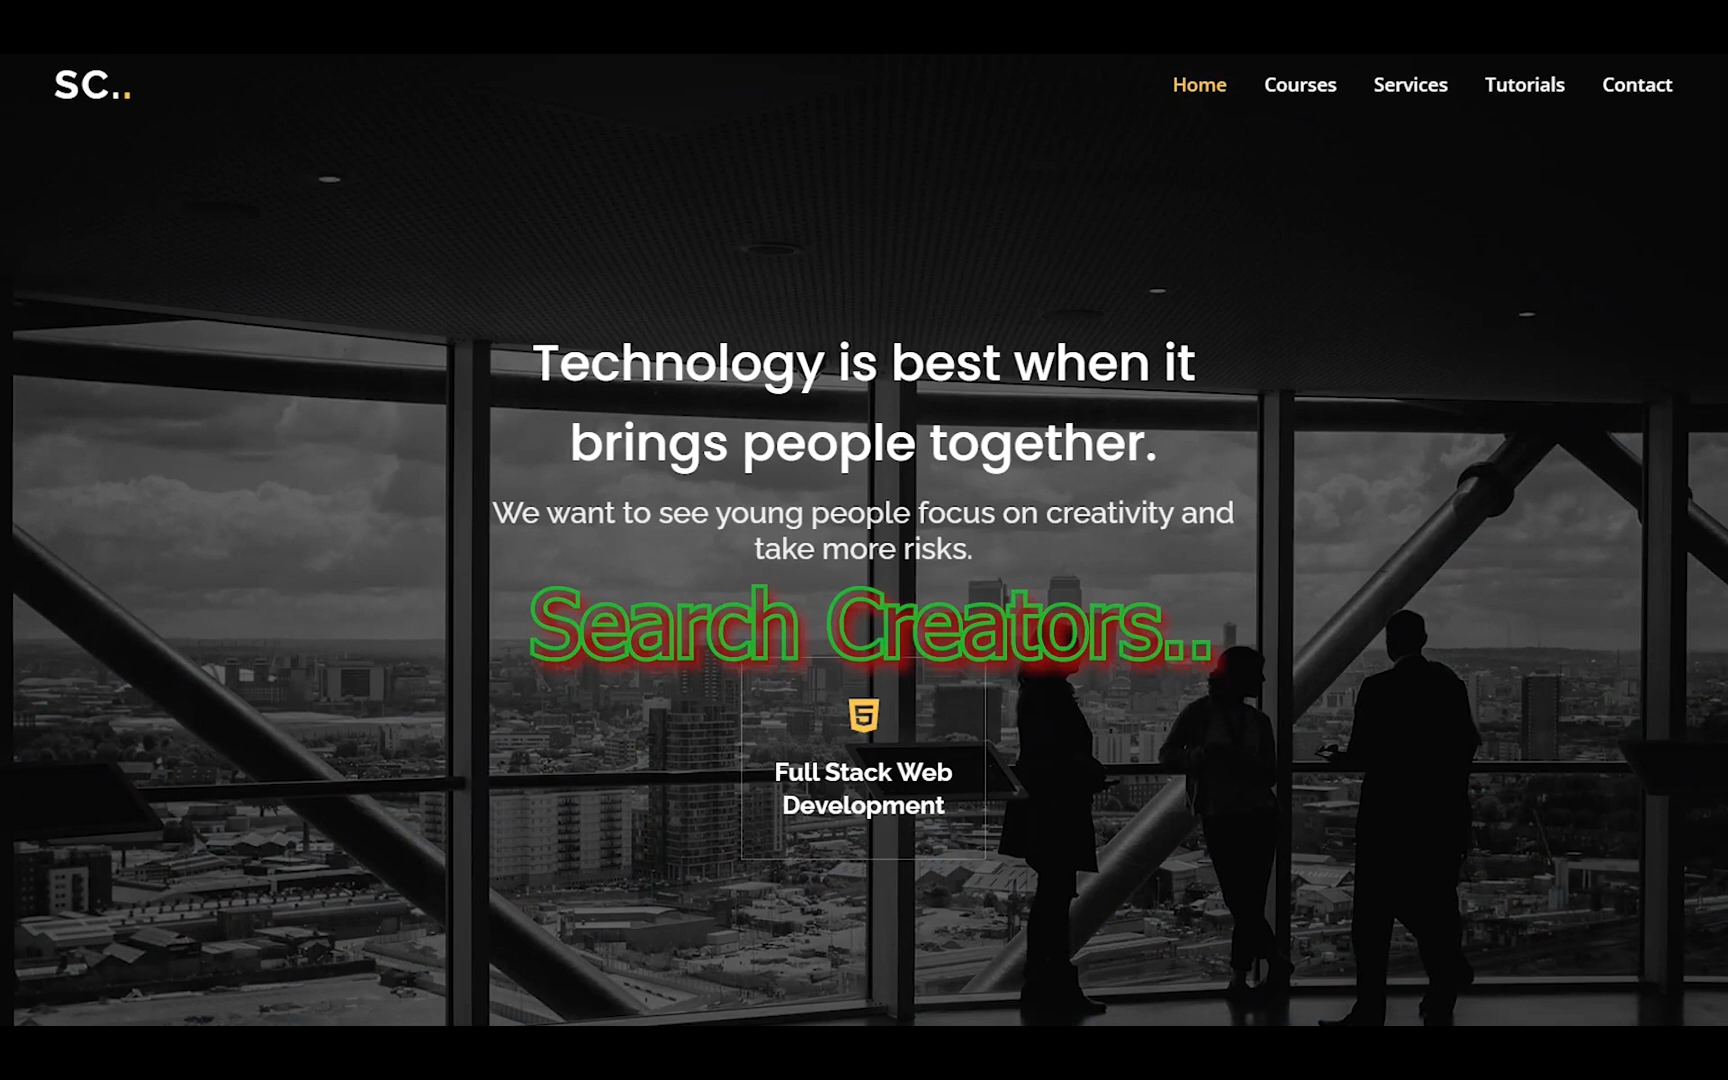 SC..
Home Courses Services Tutorials Contact
Technology is best when it
brings people together.
We want to see young people focus on creativity and
take more risks.
Search Creators..
Full Stack Web
Development